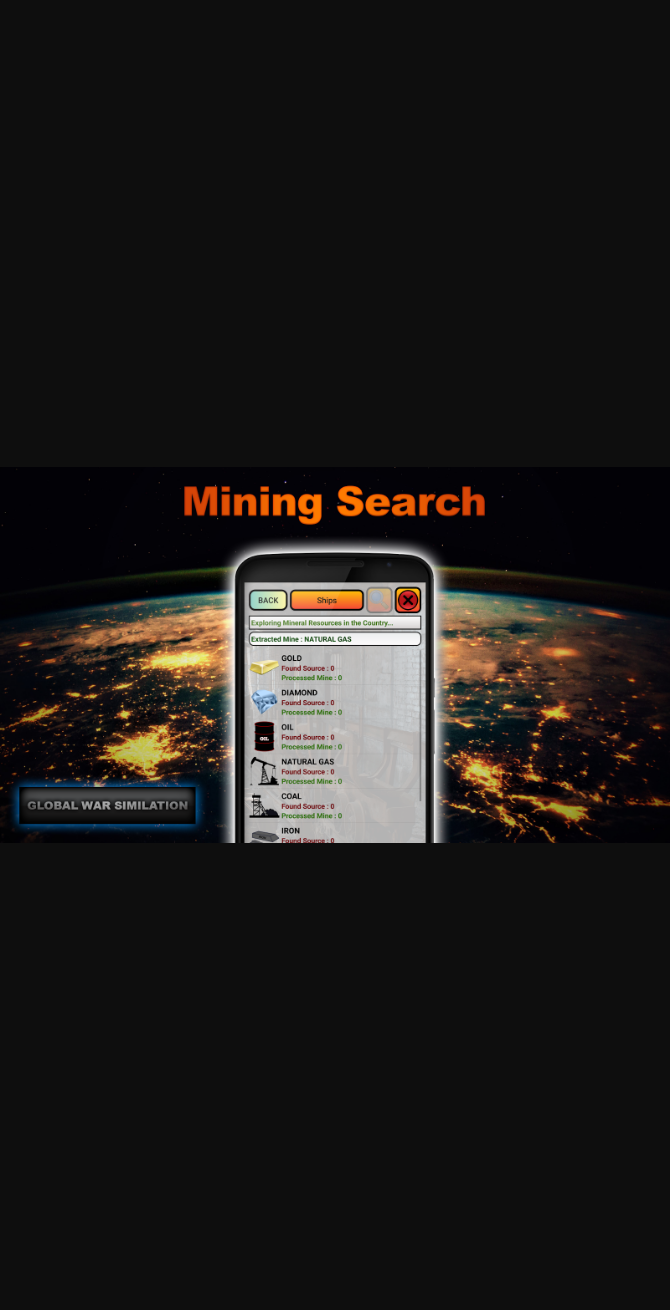 Mining Search
BACK
Ships
Exploring Mineral Resources in the Country...
Extracted Mine : NATURAL GAS
GOLD
Found Source : 0
Processed Mine : 0
DIAMOND
Found Source : 0
Processed Mine : 0
OIL
OIL
Found Source : 0
Processed Mine : 0
NATURAL GAS
Found Source : 0
Processed Mine : 0
COAL
Found Source : 0
Processed Mine : 0
IRON
Found Source : 0
GLOBAL WAR SIMILATION